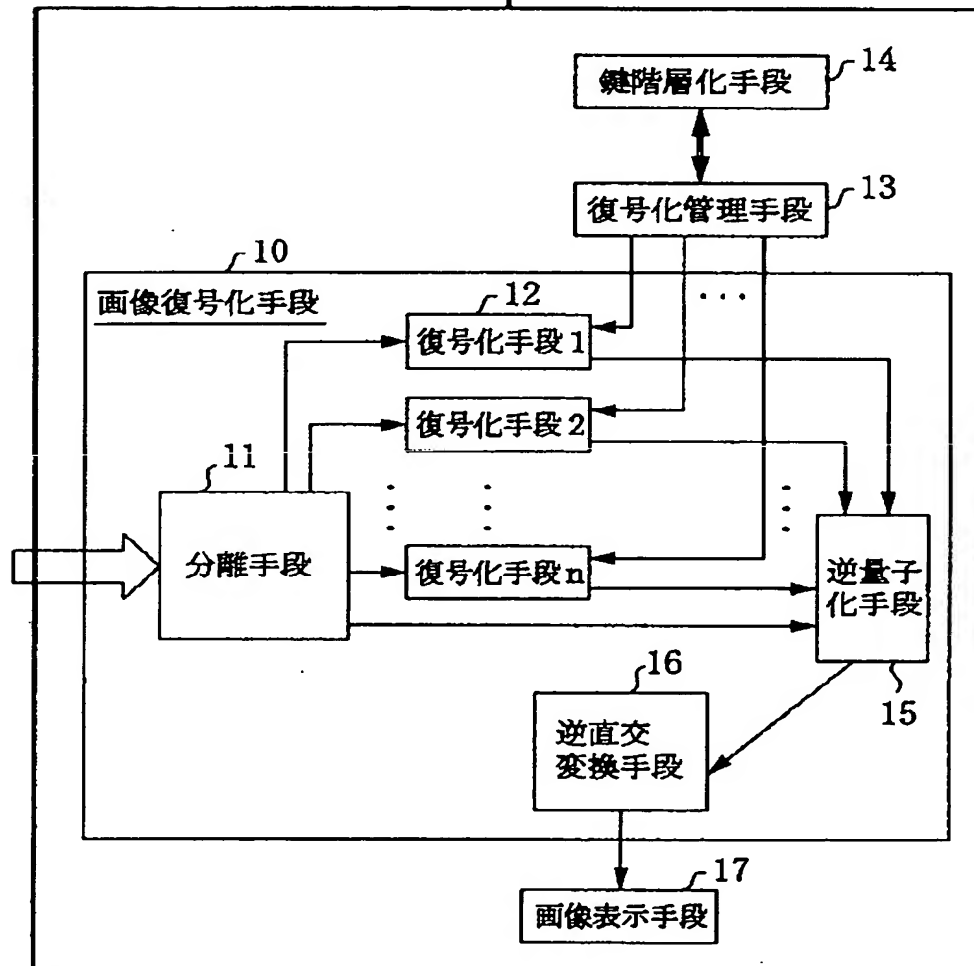 14
鍵階層化手段
13
復号化管理手段
10
画像復号化手段
12
復号化手段1
復号化手段2
11
分離手段
復号化手段n
逆量子
化手段
16
15
逆直交
変換手段
17
画像表示手段